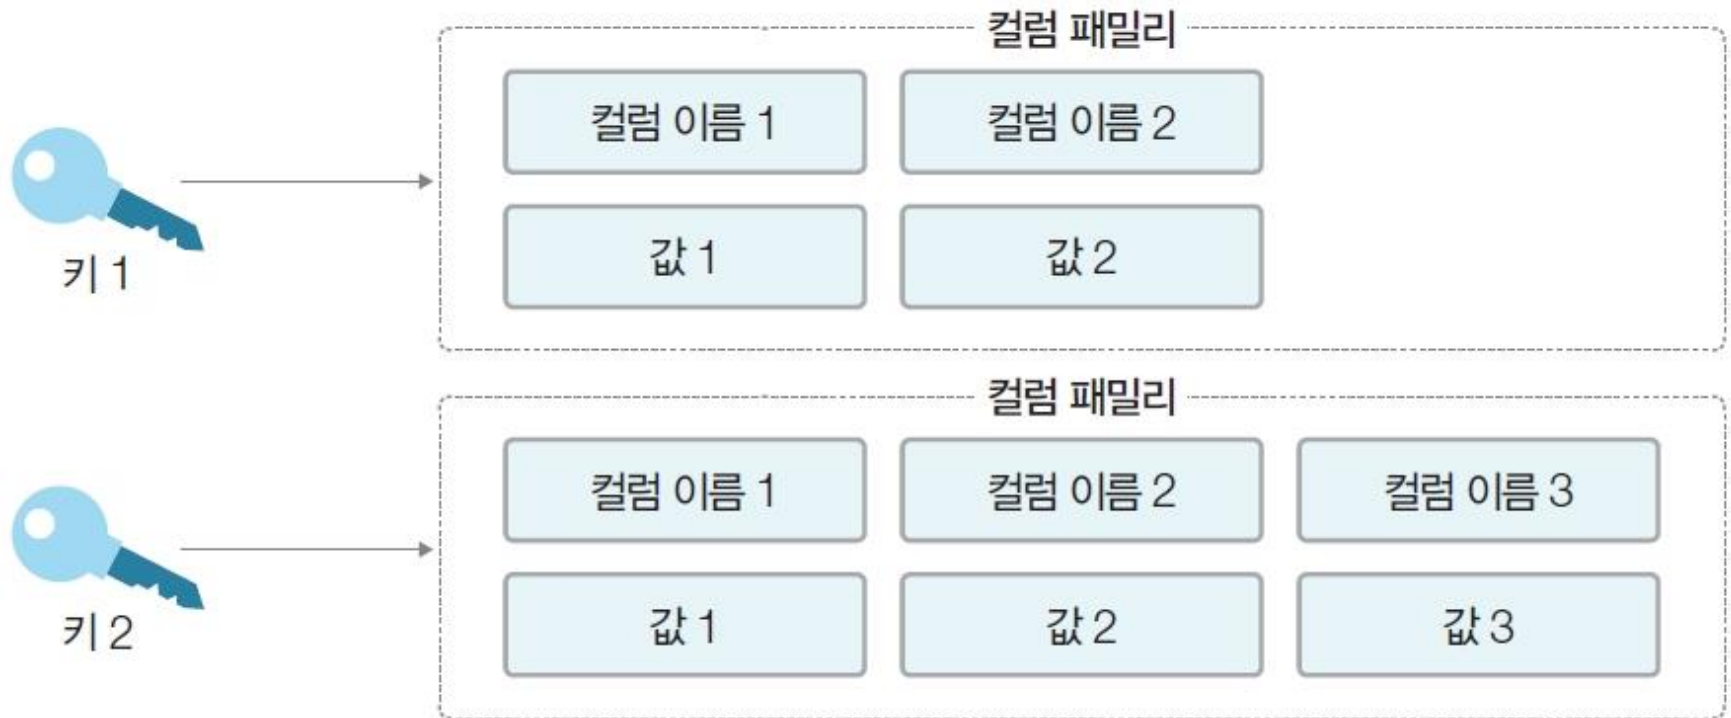 컬럼 패밀리
컬럼 이름 1 컬럼 이름 2
키 1
값 1 값 2
컬럼 패밀리
컬럼 이름 1 컬럼 이름 2 컬럼 이름 3
키 2
값 1 값 2 값 3